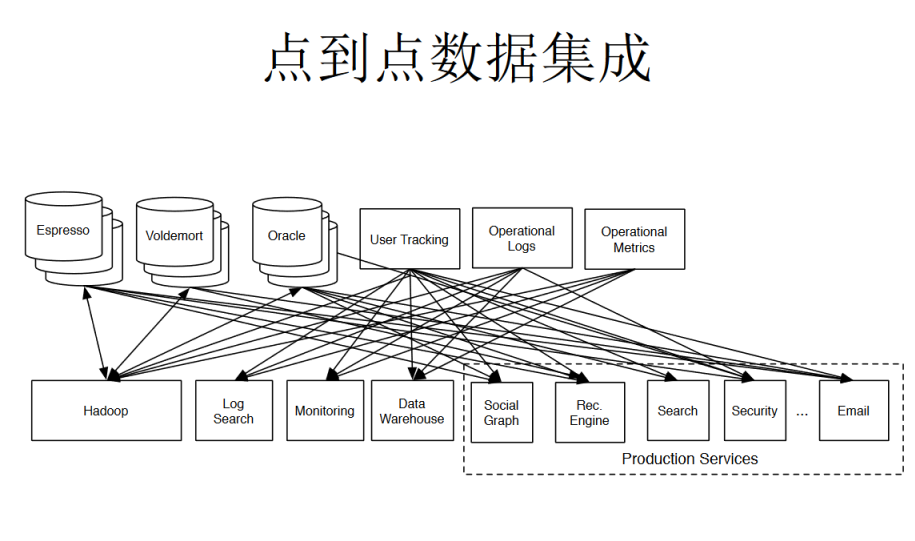 点到点数据集成
Espresso
Voldemort
Oracle
User Tracking
Operational
Logs
Operational
Metrics
Hadoop
Log
Search
Monitoring
Data
Warehouse
Social
Graph
Rec.
Engine
Search
Security
...
Email
Production Services